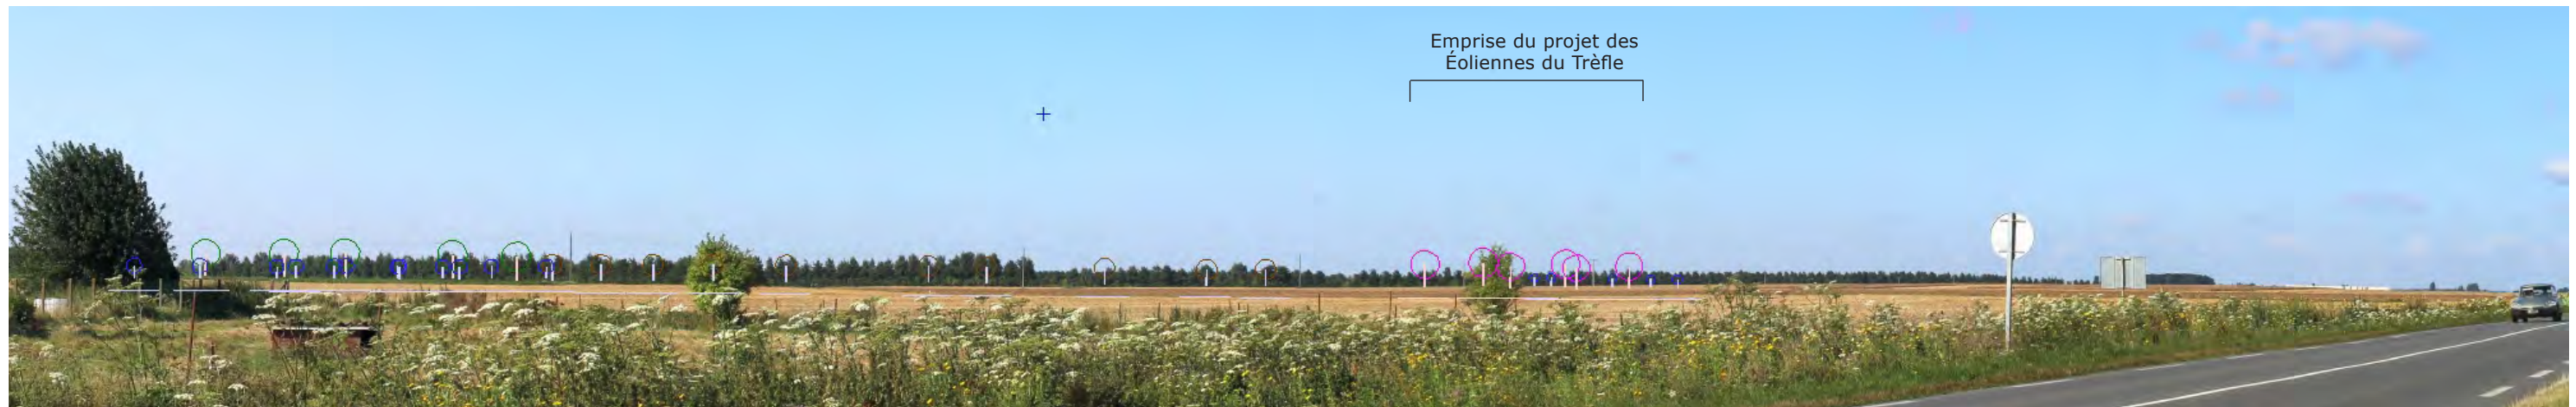 Emprise du projet des
Éoliennes du Trèfle